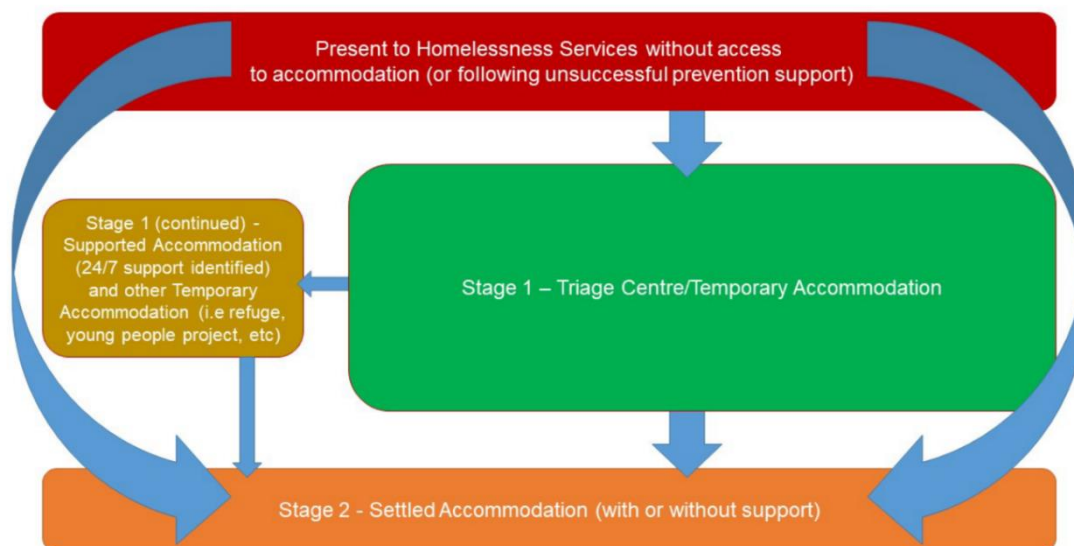 Present to Homelessness Services without access
to accommodation (or following unsuccessful prevention support)
Stage 1 (continued) -
Supported Accommodation
(24/7 support identified)
and other Temporary
Accommodation (i.e refuge,
young people project, etc)
Stage 1 – Triage Centre/Temporary Accommodation
Stage 2 - Settled Accommodation (with or without support)